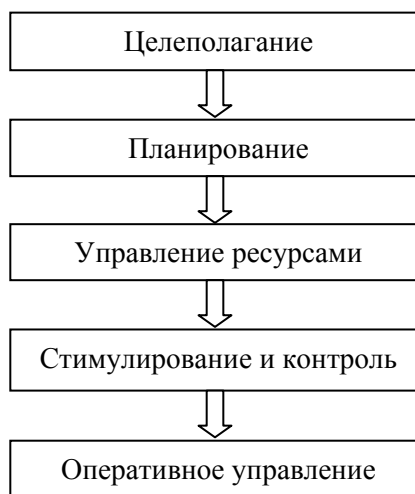 Целеполагание
Планирование
Управление ресурсами
Стимулирование и контроль
Оперативное управление